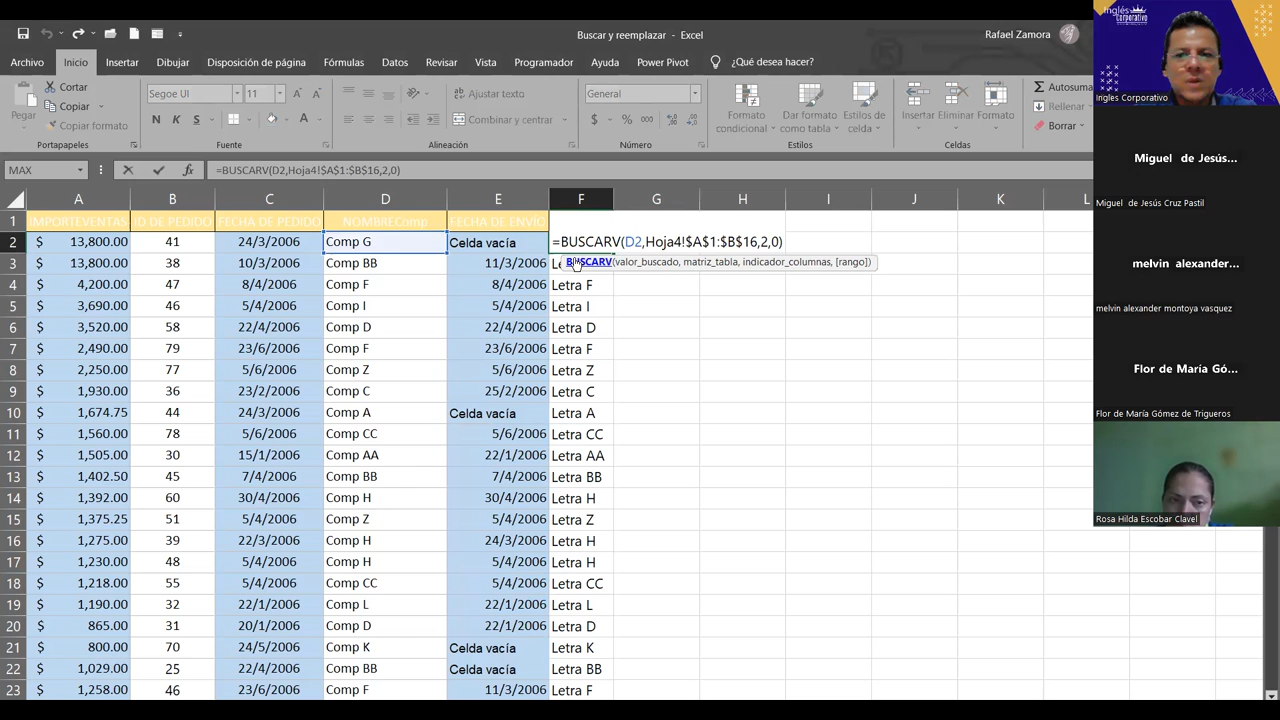 Buscar y reemplazar - Excel
Rafael Zamora
Archivo Inicio Insertar Dibujar Disposición de página Fórmulas Datos Revisar Vista Programador Ayuda Power Pivot ¿Qué desea hacer?
Pegar
Cortar
Copiar
Copiar formato
Portapapeles
Segoe UI 11
N K S
Fuente
Ajustar texto
Combinar y centrar
Alineación
General
$ % 000
Número
Formato condicional
Dar formato como tabla
Estilos de celda
Estilos
Insertar Eliminar Formato
Celdas
Autosuma
Rellenar
Borrar
MAX fx =BUSCARV(D2,Hoja4!$A$1:$B$16,2,0)
A B C D E F G H I J K L
1 IMPORTEVENTAS ID DE PEDIDO FECHA DE PEDIDO NOMBREComp FECHA DE ENVÍO
2 $ 13,800.00 41 24/3/2006 Comp G Celda vacía =BUSCARV(D2,Hoja4!$A$1:$B$16,2,0)
BUSCARV(valor_buscado, matriz_tabla, indicador_columnas, [rango])
3 $ 13,800.00 38 10/3/2006 Comp BB 11/3/2006
4 $ 4,200.00 47 8/4/2006 Comp F 8/4/2006 Letra F
5 $ 3,690.00 46 5/4/2006 Comp I 5/4/2006 Letra I
6 $ 3,520.00 58 22/4/2006 Comp D 22/4/2006 Letra D
7 $ 2,490.00 79 23/6/2006 Comp F 23/6/2006 Letra F
8 $ 2,250.00 77 5/6/2006 Comp Z 5/6/2006 Letra Z
9 $ 1,930.00 36 23/2/2006 Comp C 25/2/2006 Letra C
10 $ 1,674.75 44 24/3/2006 Comp A Celda vacía Letra A
11 $ 1,560.00 78 5/6/2006 Comp CC 5/6/2006 Letra CC
12 $ 1,505.00 30 15/1/2006 Comp AA 22/1/2006 Letra AA
13 $ 1,402.50 45 7/4/2006 Comp BB 7/4/2006 Letra BB
14 $ 1,392.00 60 30/4/2006 Comp H 30/4/2006 Letra H
15 $ 1,375.25 51 5/4/2006 Comp Z 5/4/2006 Letra Z
16 $ 1,275.00 39 22/3/2006 Comp H 24/3/2006 Letra H
17 $ 1,230.00 48 5/4/2006 Comp H 5/4/2006 Letra H
18 $ 1,218.00 55 5/4/2006 Comp CC 5/4/2006 Letra CC
19 $ 1,190.00 32 22/1/2006 Comp L 22/1/2006 Letra L
20 $ 865.00 31 20/1/2006 Comp D 22/1/2006 Letra D
21 $ 800.00 70 24/5/2006 Comp K Celda vacía Letra K
22 $ 1,029.00 25 22/4/2006 Comp BB Celda vacía Letra BB
23 $ 1,258.00 46 23/6/2006 Comp F 11/3/2006 Letra F
Inglés
Corporativo
Ingles Corporativo
Miguel de Jesús...
Miguel de Jesús Cruz Pastil
melvin alexander...
melvin alexander montoya vasquez
Flor de María Gó...
Flor de María Gómez de Trigueros
Rosa Hilda Escobar Clavel